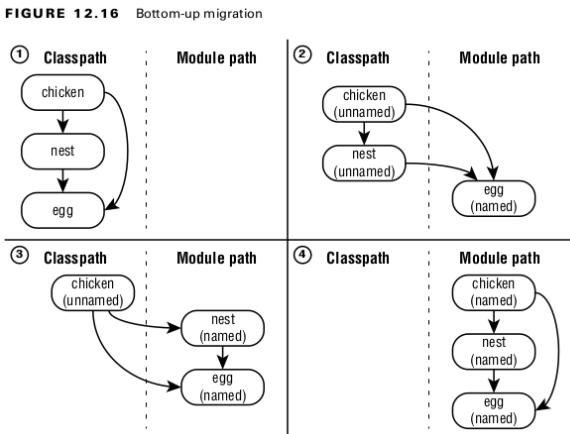 FIGURE 12.16 Bottom-up migration
1 Classpath Module path
chicken
nest
egg
2 Classpath Module path
chicken
(unnamed)
nest
(unnamed)
egg
(named)
3 Classpath Module path
chicken
(unnamed)
nest
(named)
egg
(named)
4 Classpath Module path
chicken
(named)
nest
(named)
egg
(named)